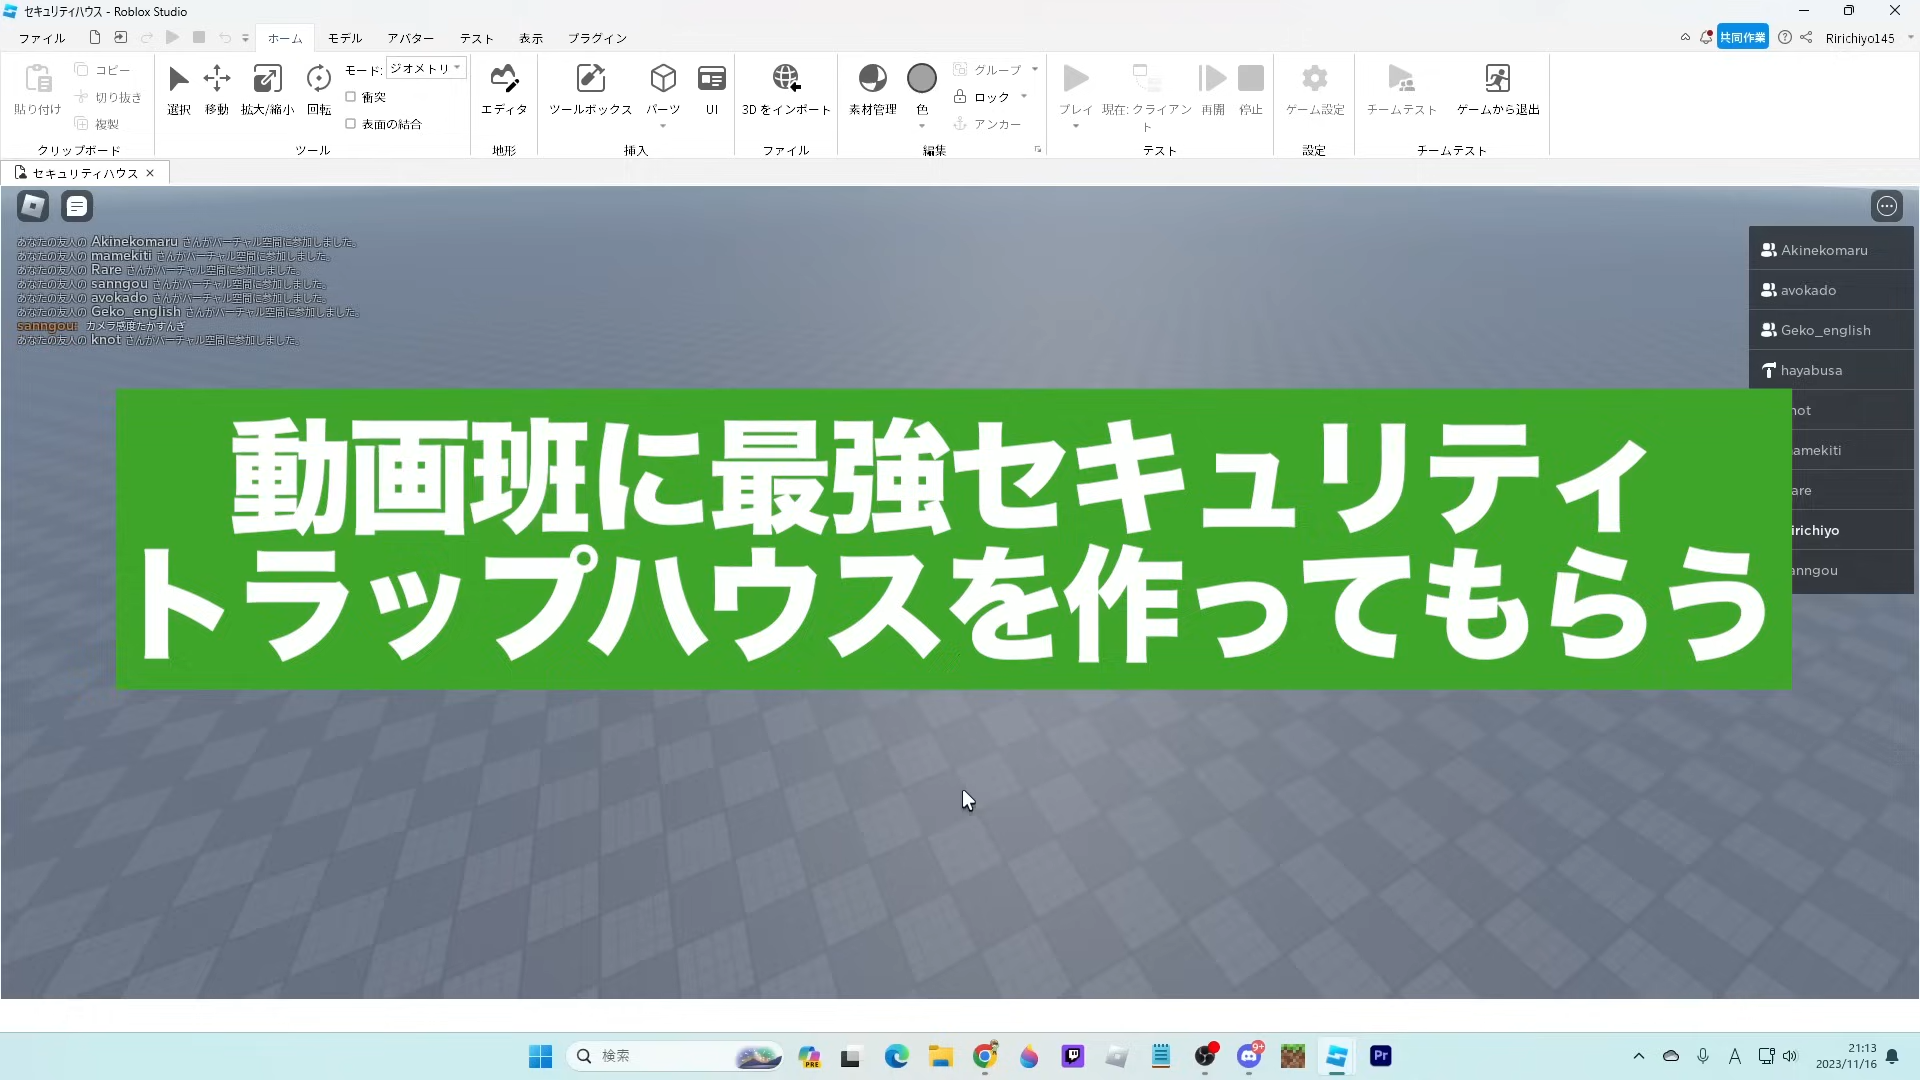 セキュリティハウス - Roblox Studio
ファイル ホーム モデル アバター テスト 表示 プラグイン 共同作業 Ririchiyo145
貼り付け コピー 切り抜き 複製 クリップボード
選択 移動 拡大/縮小 回転 モード: ジオメトリ 衝突 表面の結合 ツール
エディタ 地形
ツールボックス パーツ UI 挿入
3D をインポート ファイル
素材管理 色 グループ ロック アンカー 編集
プレイ 現在: クライアント 再開 停止 テスト
ゲーム設定 設定
チームテスト ゲームから退出 チームテスト
セキュリティハウス
あなたの友人の Akinekomaru さんがバーチャル空間に参加しました。
あなたの友人の mamekiti さんがバーチャル空間に参加しました。
あなたの友人の Rare さんがバーチャル空間に参加しました。
あなたの友人の sanngou さんがバーチャル空間に参加しました。
あなたの友人の avokado さんがバーチャル空間に参加しました。
あなたの友人の Geko_english さんがバーチャル空間に参加しました。
sanngou: カメラ感度たかすんぎ
あなたの友人の knot さんがバーチャル空間に参加しました。
Akinekomaru
avokado
Geko_english
hayabusa
not
amekiti
are
irichiyo
anngou
動画班に最強セキュリティ
トラップハウスを作ってもらう
検索
PRE
9+
Pr
A
21:13
2023/11/16